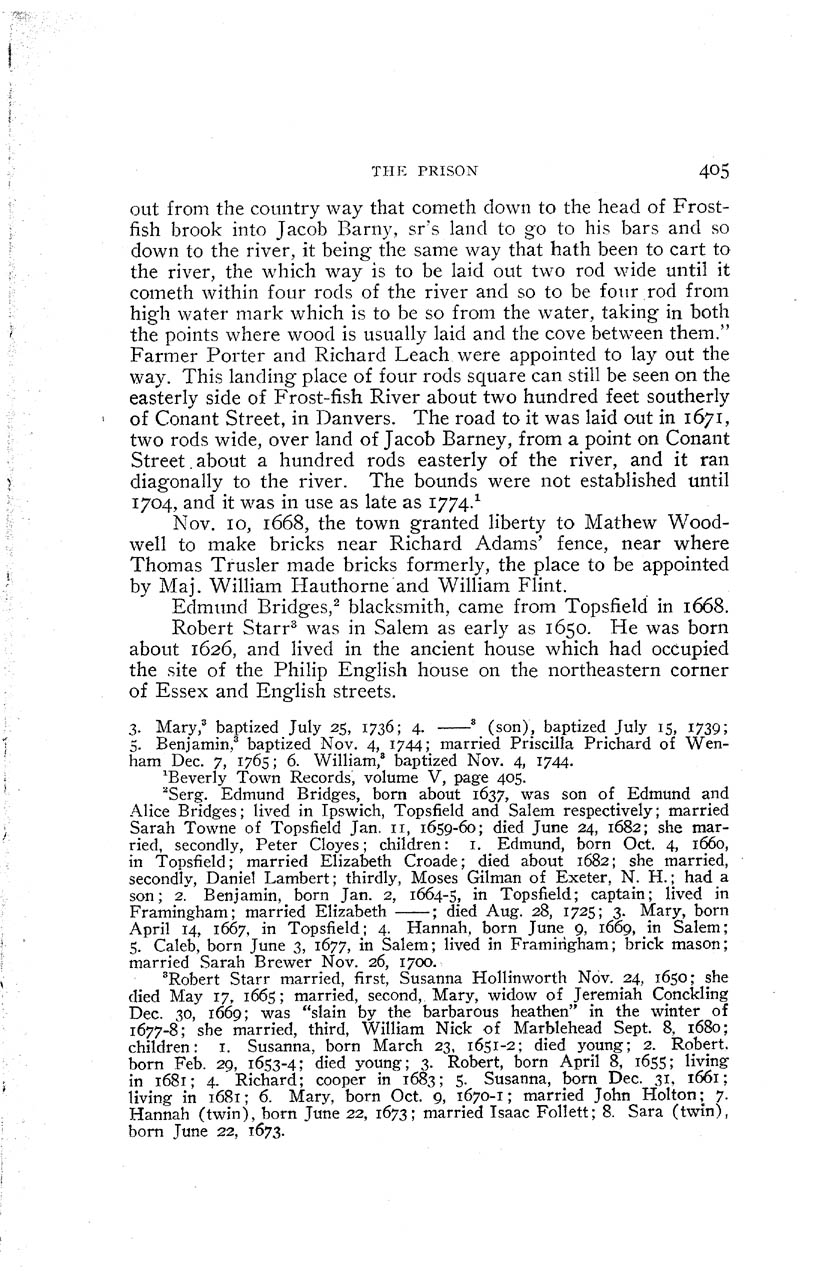 THE PRISON 405
out from the country way that cometh down to the head of Frost-
fish brook into Jacob Barny, sr's land to go to his bars and so
down to the river, it being the same way that hath been to cart to
the river, the which way is to be laid out two rod wide until it
cometh within four rods of the river and so to be four rod from
high water mark which is to be so from the water, taking in both
the points where wood is usually laid and the cove between them."
Farmer Porter and Richard Leach were appointed to lay out the
way. This landing place of four rods square can still be seen on the
easterly side of Frost-fish River about two hundred feet southerly
of Conant Street, in Danvers. The road to it was laid out in 1671,
two rods wide, over land of Jacob Barney, from a point on Conant
Street about a hundred rods easterly of the river, and it ran
diagonally to the river. The bounds were not established until
1704, and it was in use as late as 1774.¹
Nov. 10, 1668, the town granted liberty to Mathew Wood-
well to make bricks near Richard Adams' fence, near where
Thomas Trusler made bricks formerly, the place to be appointed
by Maj. William Hauthorne and William Flint.
Edmund Bridges,² blacksmith, came from Topsfield in 1668.
Robert Starr³ was in Salem as early as 1650. He was born
about 1626, and lived in the ancient house which had occupied
the site of the Philip English house on the northeastern corner
of Essex and English streets.
3. Mary,⁸ baptized July 25, 1736; 4. ——⁸ (son), baptized July 15, 1739;
5. Benjamin,⁸ baptized Nov. 4, 1744; married Priscilla Prichard of Wen-
ham Dec. 7, 1765; 6. William,⁸ baptized Nov. 4, 1744.
¹Beverly Town Records, volume V, page 405.
²Serg. Edmund Bridges, born about 1637, was son of Edmund and
Alice Bridges; lived in Ipswich, Topsfield and Salem respectively; married
Sarah Towne of Topsfield Jan. 11, 1659-60; died June 24, 1682; she mar-
ried, secondly, Peter Cloyes; children: 1. Edmund, born Oct. 4, 1660,
in Topsfield; married Elizabeth Croade; died about 1682; she married,
secondly, Daniel Lambert; thirdly, Moses Gilman of Exeter, N. H.; had a
son; 2. Benjamin, born Jan. 2, 1664-5, in Topsfield; captain; lived in
Framingham; married Elizabeth ——; died Aug. 28, 1725; 3. Mary, born
April 14, 1667, in Topsfield; 4. Hannah, born June 9, 1669, in Salem;
5. Caleb, born June 3, 1677, in Salem; lived in Framingham; brick mason;
married Sarah Brewer Nov. 26, 1700.
³Robert Starr married, first, Susanna Hollinworth Nov. 24, 1650; she
died May 17, 1665; married, second, Mary, widow of Jeremiah Conckling
Dec. 30, 1669; was "slain by the barbarous heathen" in the winter of
1677-8; she married, third, William Nick of Marblehead Sept. 8, 1680;
children: 1. Susanna, born March 23, 1651-2; died young; 2. Robert,
born Feb. 29, 1653-4; died young; 3. Robert, born April 8, 1655; living
in 1681; 4. Richard; cooper in 1683; 5. Susanna, born Dec. 31, 1661;
living in 1681; 6. Mary, born Oct. 9, 1670-1; married John Holton; 7.
Hannah (twin), born June 22, 1673; married Isaac Follett; 8. Sara (twin),
born June 22, 1673.